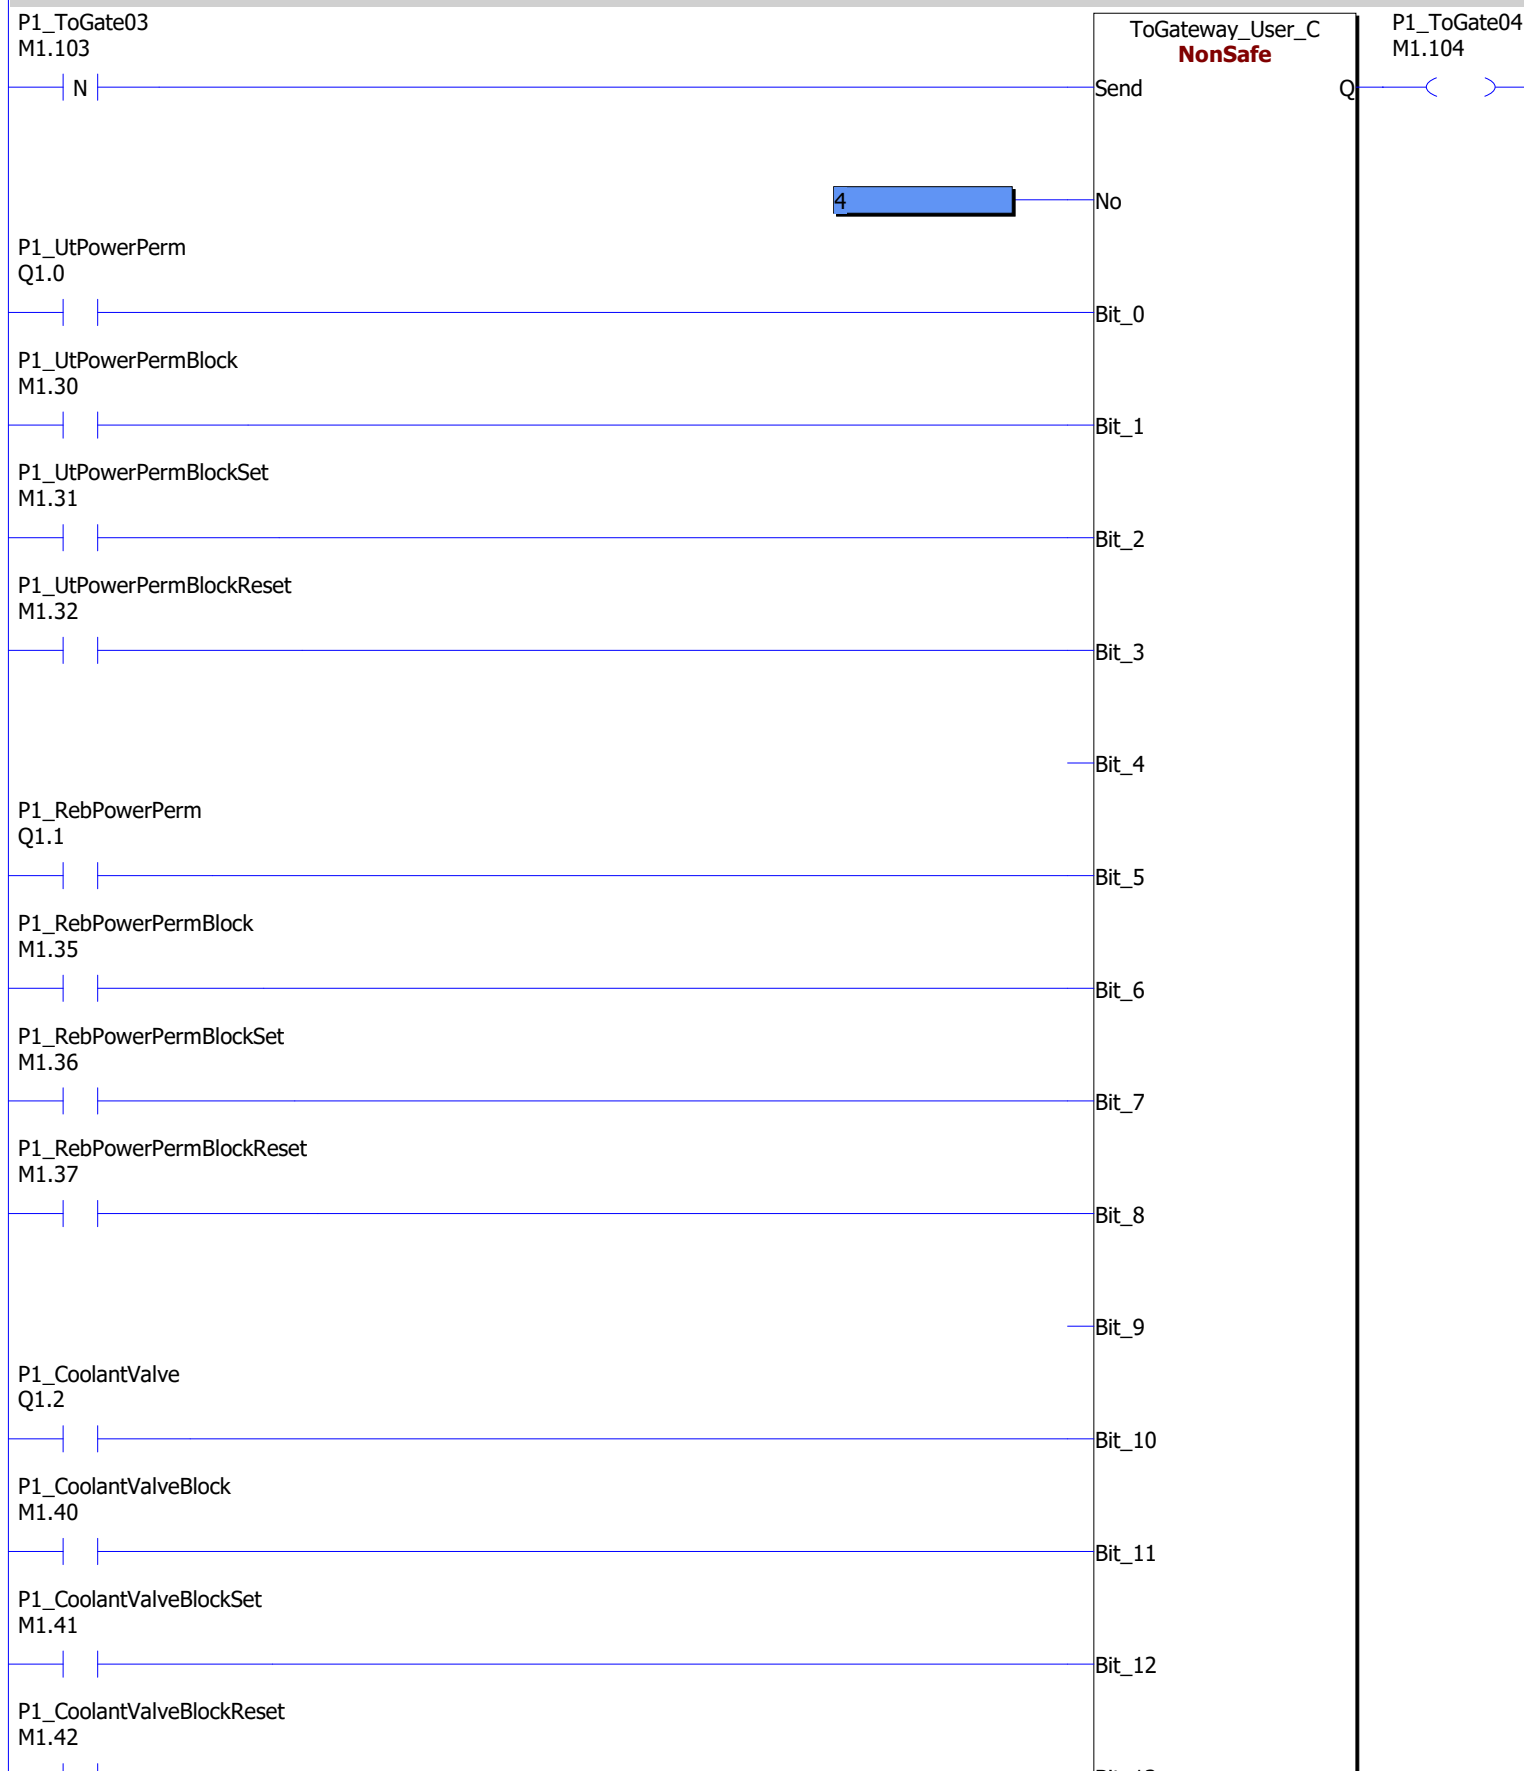 P1_ToGate03
M1.103
N
ToGateway_User_C
NonSafe
Send
Q
P1_ToGate04
M1.104
4
No
P1_UtPowerPerm
Q1.0
Bit_0
P1_UtPowerPermBlock
M1.30
Bit_1
P1_UtPowerPermBlockSet
M1.31
Bit_2
P1_UtPowerPermBlockReset
M1.32
Bit_3
Bit_4
P1_RebPowerPerm
Q1.1
Bit_5
P1_RebPowerPermBlock
M1.35
Bit_6
P1_RebPowerPermBlockSet
M1.36
Bit_7
P1_RebPowerPermBlockReset
M1.37
Bit_8
Bit_9
P1_CoolantValve
Q1.2
Bit_10
P1_CoolantValveBlock
M1.40
Bit_11
P1_CoolantValveBlockSet
M1.41
Bit_12
P1_CoolantValveBlockReset
M1.42